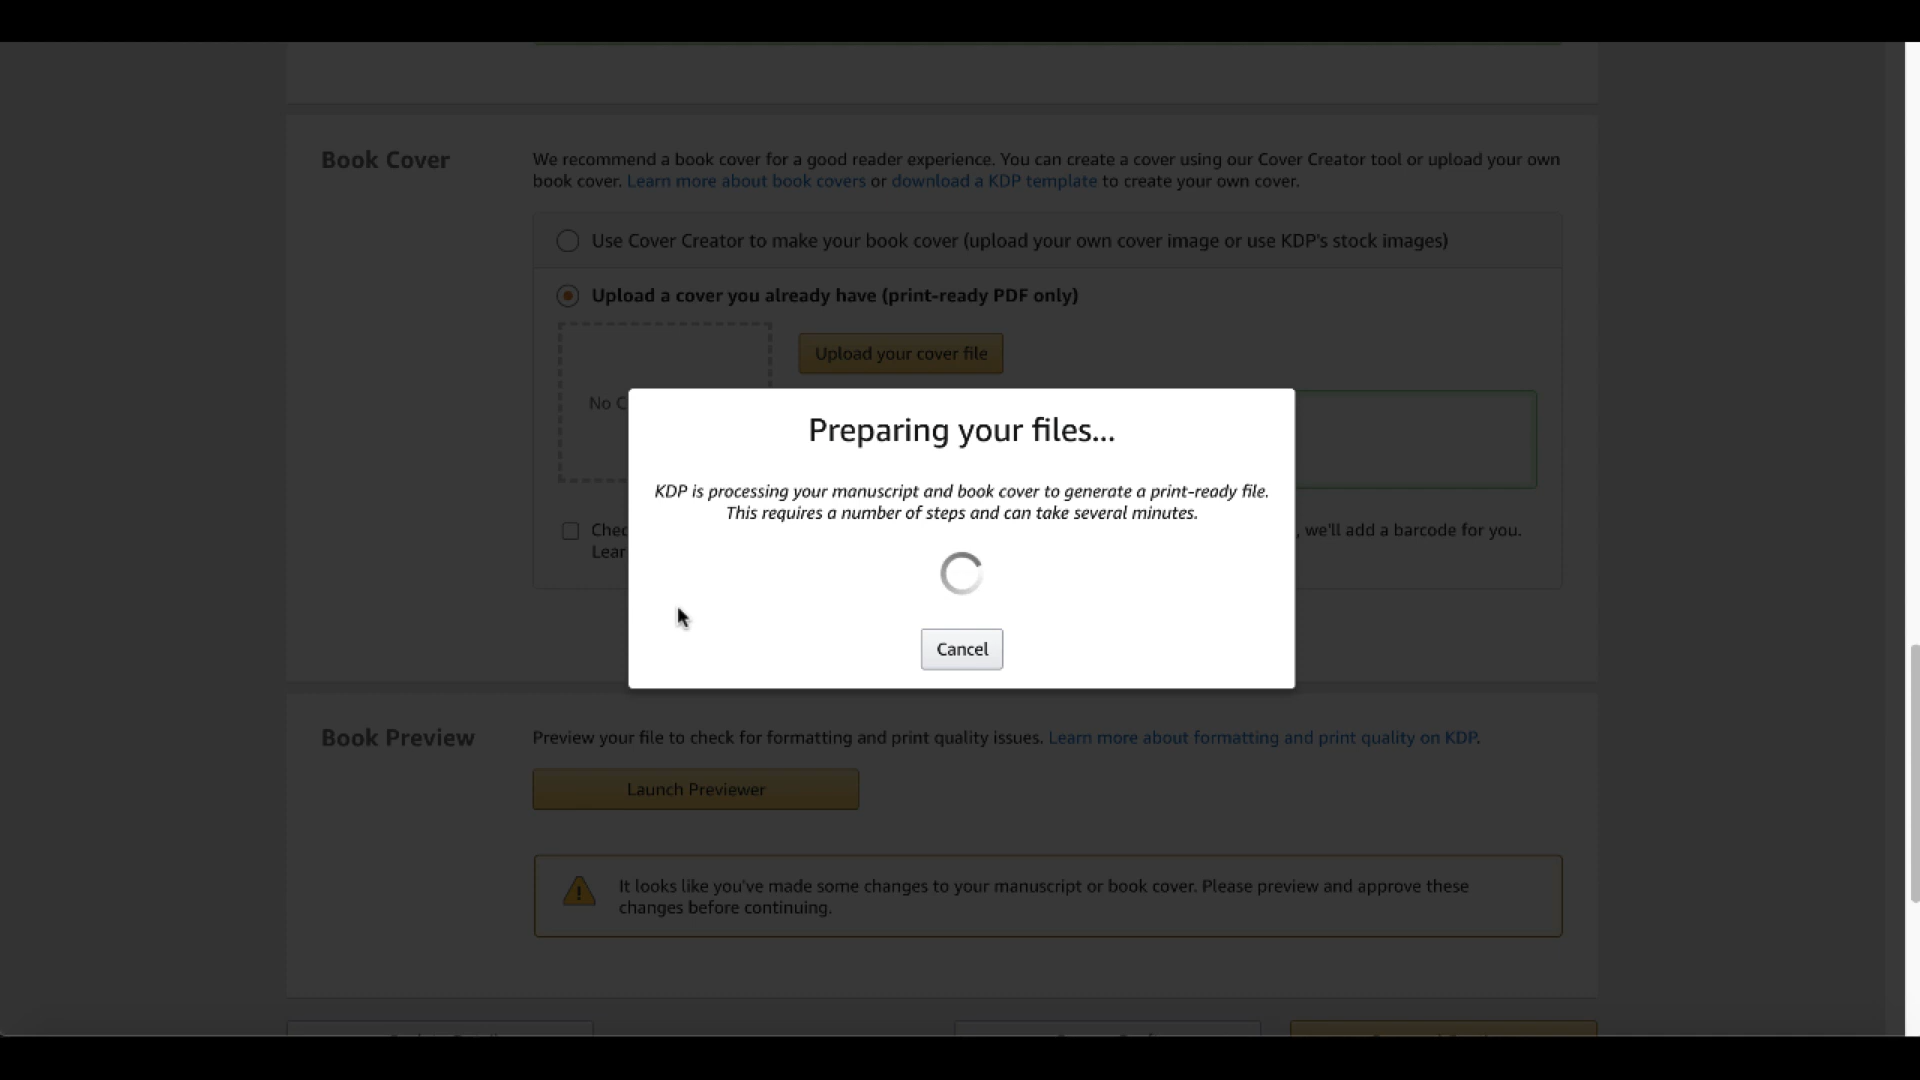 Book Cover
We recommend a book cover for a good reader experience. You can create a cover using our Cover Creator tool or upload your own
book cover. Learn more about book covers or download a KDP template to create your own cover.
Use Cover Creator to make your book cover (upload your own cover image or use KDP's stock images)
Upload a cover you already have (print-ready PDF only)
Upload your cover file
No C
Preparing your files...
KDP is processing your manuscript and book cover to generate a print-ready file.
This requires a number of steps and can take several minutes.
Chec
, we'll add a barcode for you.
Lear
Cancel
Book Preview
Preview your file to check for formatting and print quality issues. Learn more about formatting and print quality on KDP.
Launch Previewer
It looks like you've made some changes to your manuscript or book cover. Please preview and approve these
changes before continuing.